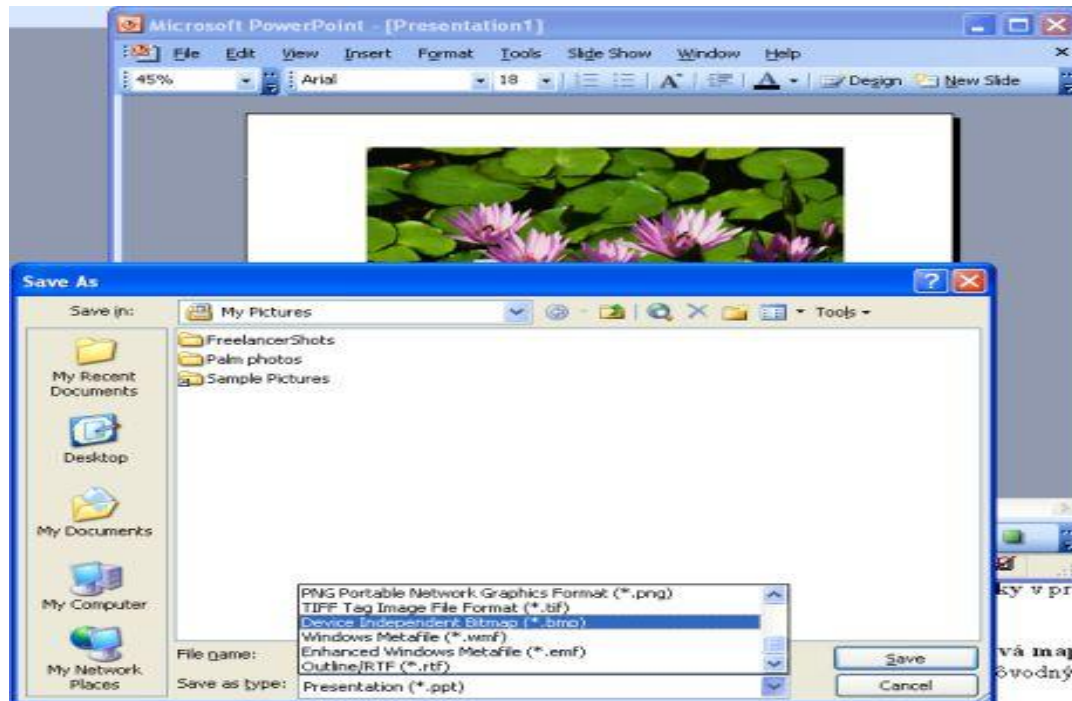 Microsoft PowerPoint - [Presentation1]
File Edit View Insert Format Tools Slide Show Window Help
45% Arial 18 A A Design New Slide
Save As
Save in: My Pictures Tools
FreelancerShots
Palm photos
Sample Pictures
My Recent
Documents
Desktop
My Documents
My Computer
My Network
Places
PNG Portable Network Graphics Format (*.png)
TIFF Tag Image File Format (*.tif)
Device Independent Bitmap (*.bmp)
Windows Metafile (*.wmf)
Enhanced Windows Metafile (*.emf)
Outline/RTF (*.rtf)
File name:
Save as type: Presentation (*.ppt)
Save
Cancel
ky v pr
vá map
ôvodný